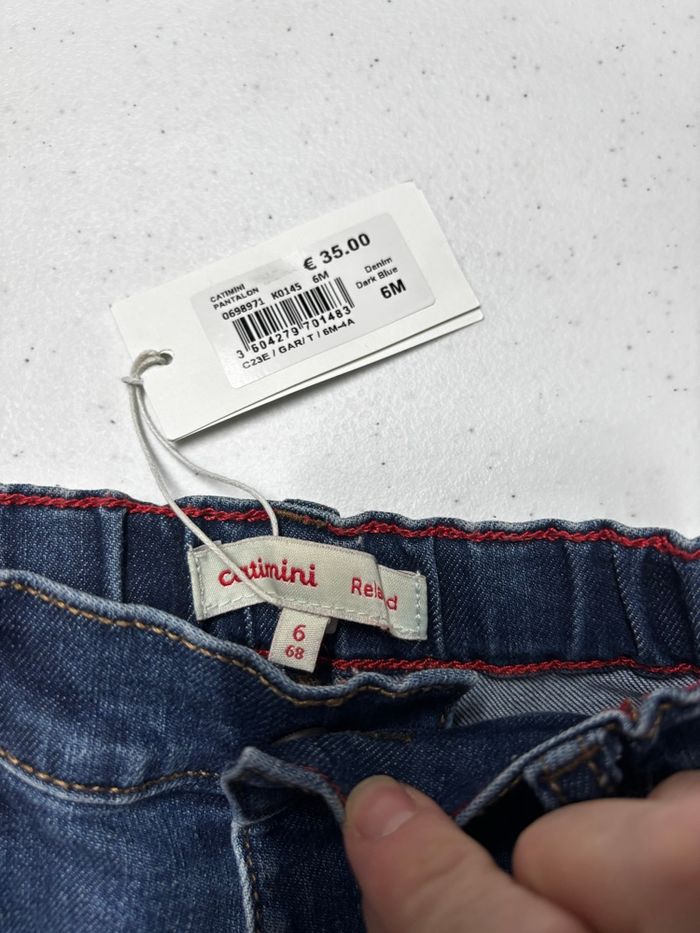 € 35.00
CATIMINI
PANTALON
0698971 K0145 6M
Denim
Dark Blue
6M
3 604279 701483
C23E / GAR/ T / 6M-4A
catimini
6
68